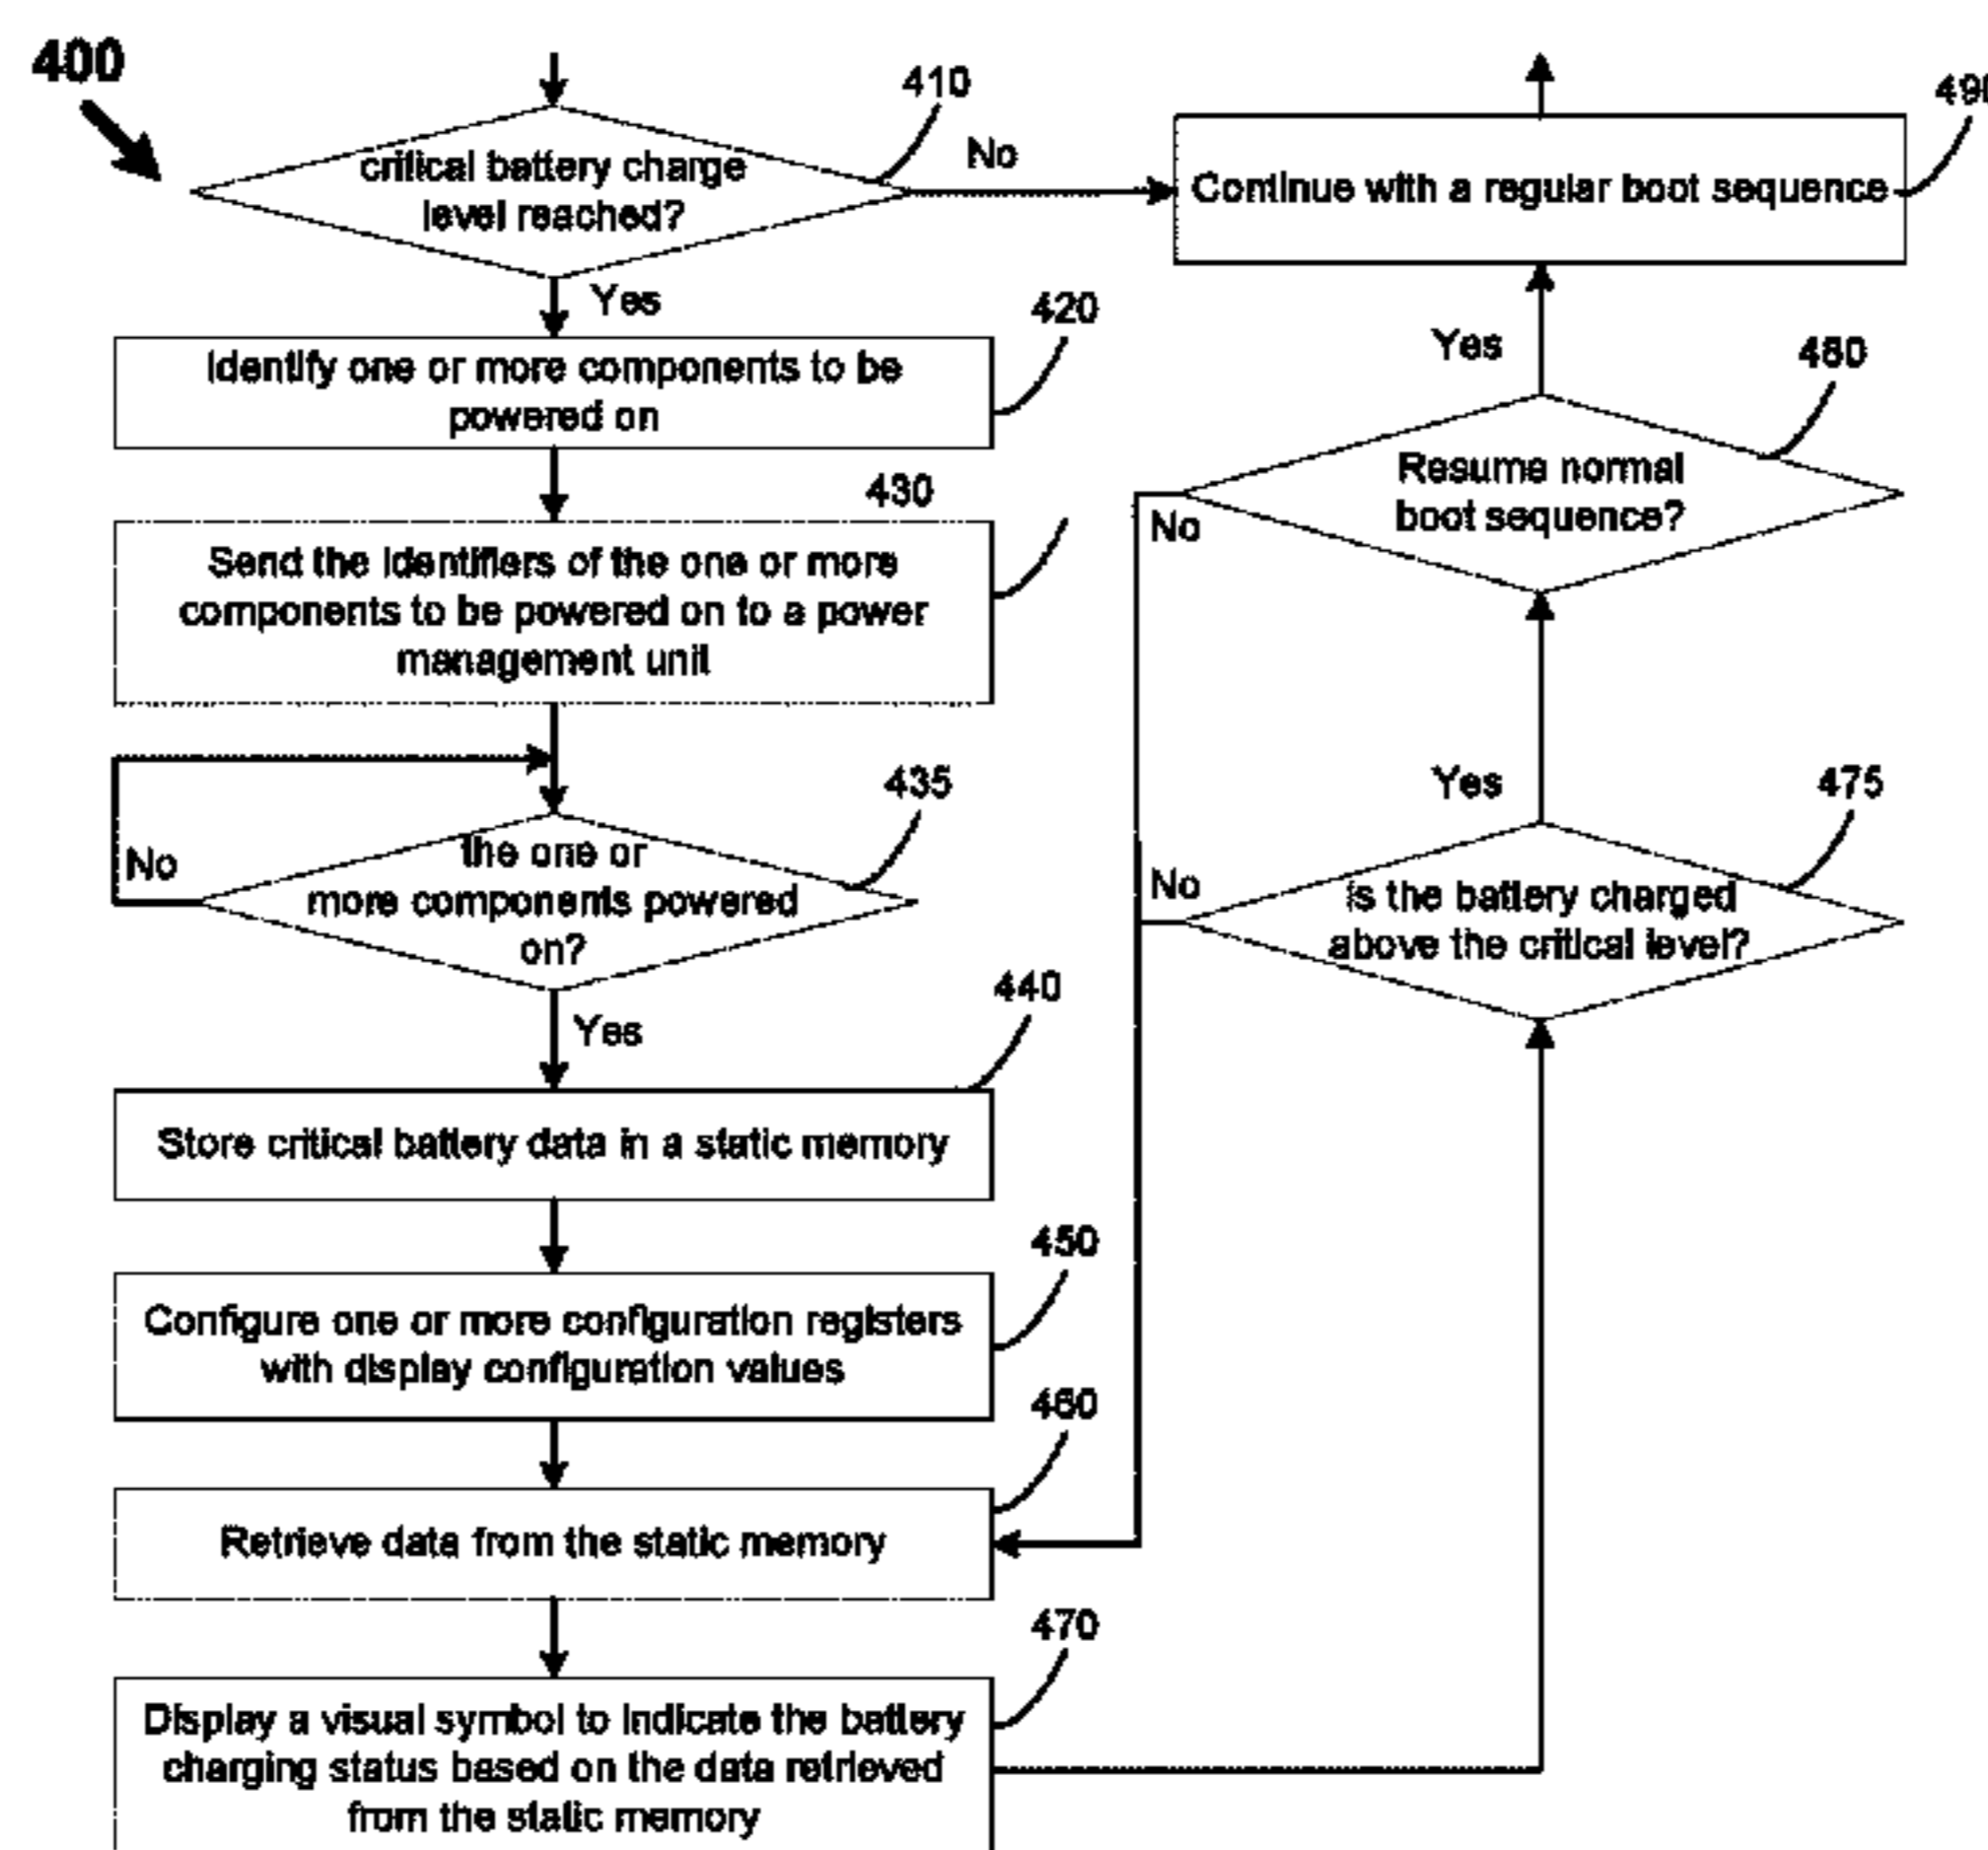 400
410
critical battery charge
level reached?
No
Yes
420
Identify one or more components to be
powered on
430
Send the identifiers of the one or more
components to be powered on to a power
management unit
435
the one or
more components powered
on?
No
Yes
440
Store critical battery data in a static memory
450
Configure one or more configuration registers
with display configuration values
460
Retrieve data from the static memory
470
Display a visual symbol to indicate the battery
charging status based on the data retrieved
from the static memory
475
Is the battery charged
above the critical level?
No
Yes
480
Resume normal
boot sequence?
No
Yes
Continue with a regular boot sequence